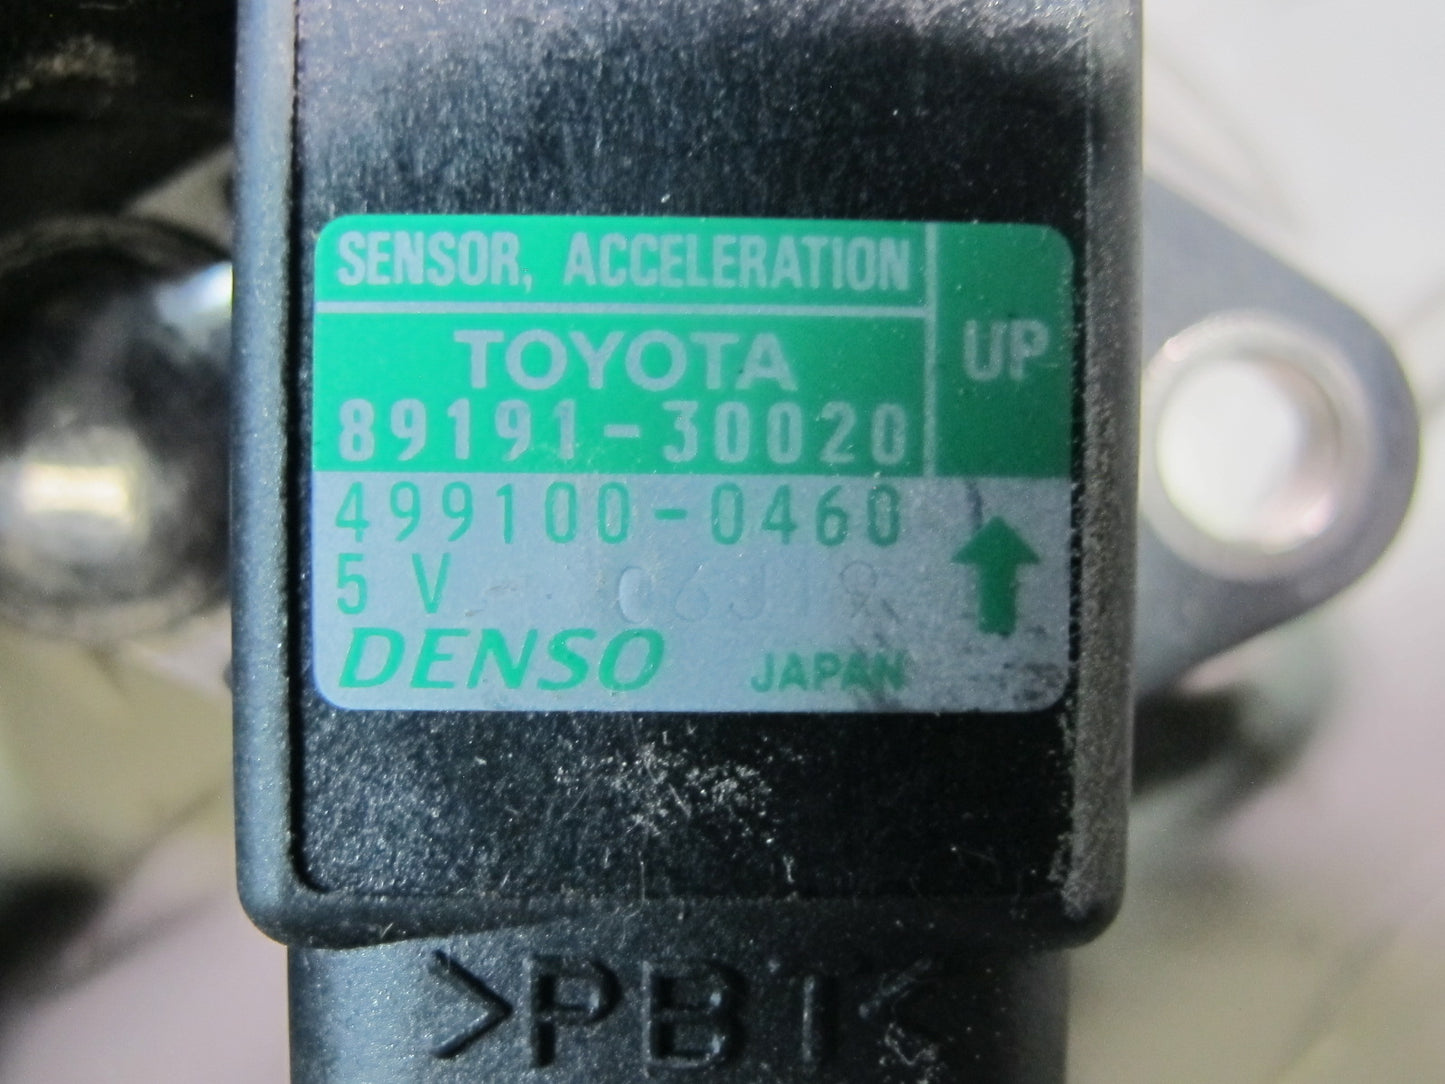 SENSOR, ACCELERATION
UP
TOYOTA
89191-30020
499100-0460
5 V
DENSO JAPAN
>PBT<